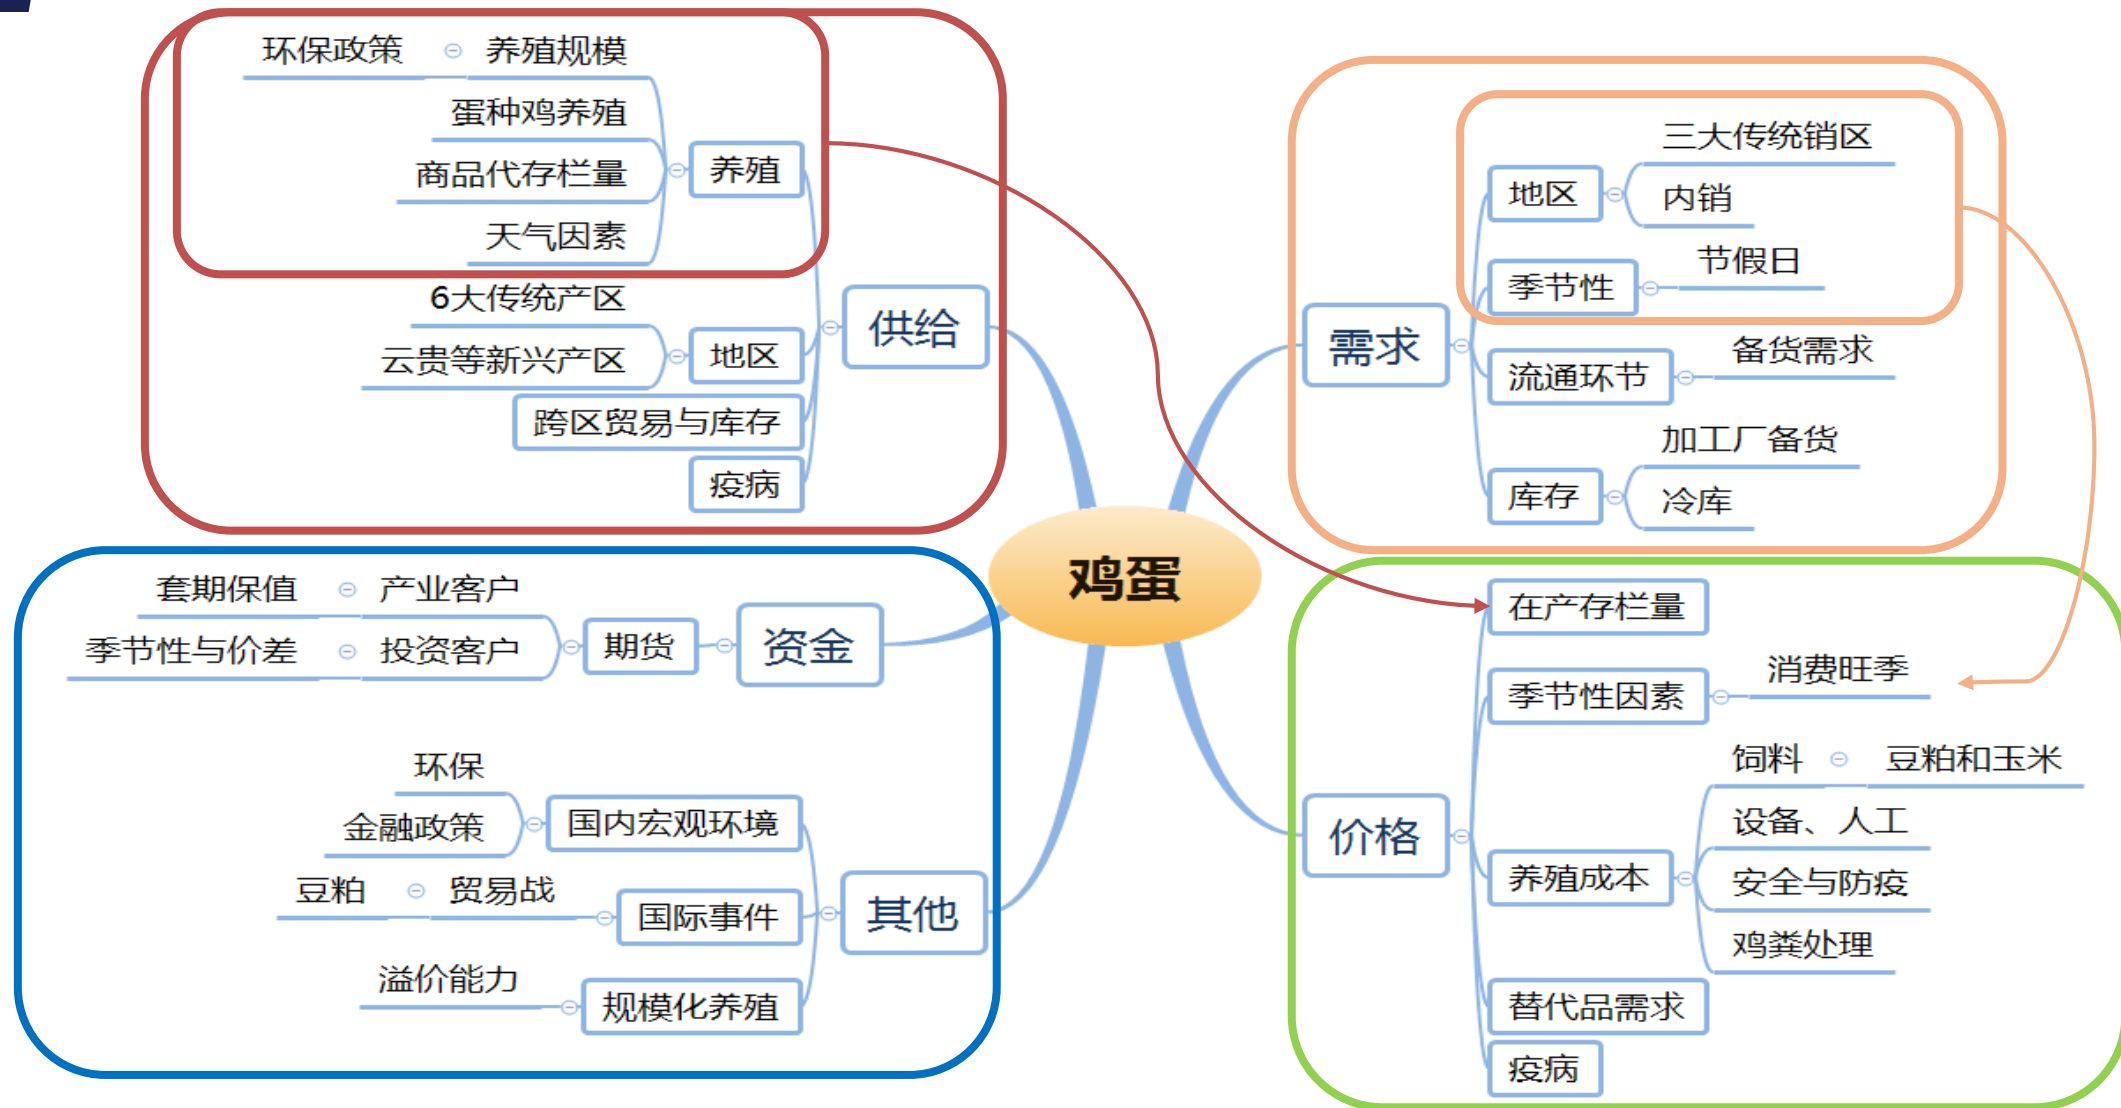 环保政策
养殖规模
蛋种鸡养殖
商品代存栏量
天气因素
养殖
6大传统产区
云贵等新兴产区
地区
跨区贸易与库存
疫病
供给
套期保值
产业客户
季节性与价差
投资客户
期货
资金
环保
金融政策
国内宏观环境
豆粕
贸易战
国际事件
溢价能力
规模化养殖
其他
鸡蛋
需求
地区
三大传统销区
内销
季节性
节假日
流通环节
备货需求
库存
加工厂备货
冷库
价格
在产存栏量
季节性因素
消费旺季
养殖成本
饲料
豆粕和玉米
设备、人工
安全与防疫
鸡粪处理
替代品需求
疫病